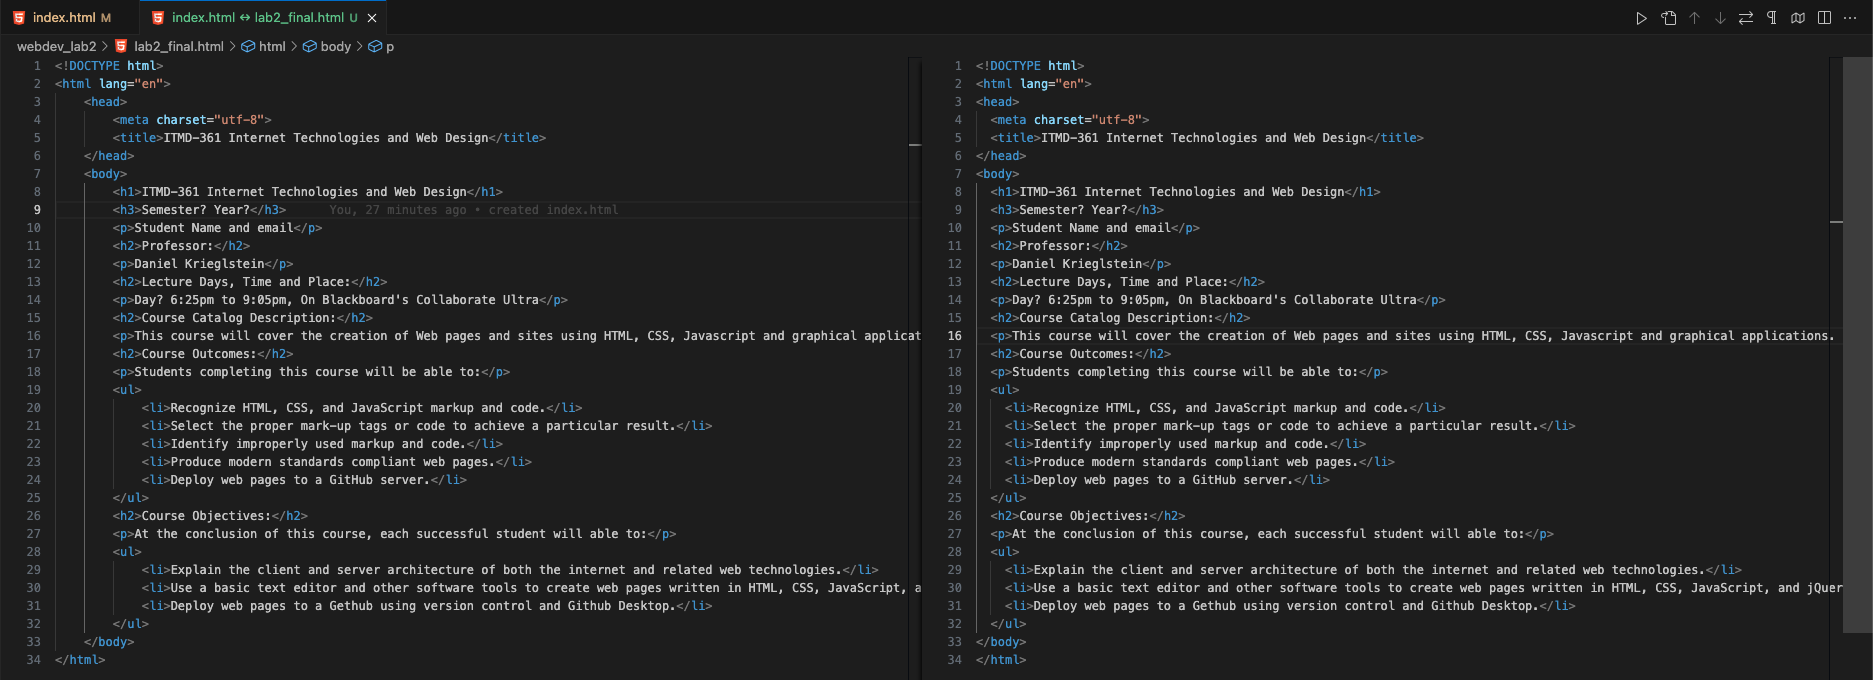 index.html M
index.html ↔ lab2_final.html U
webdev_lab2 > lab2_final.html > html > body > p
1 <!DOCTYPE html>
2 <html lang="en">
3 <head>
4 <meta charset="utf-8">
5 <title>ITMD-361 Internet Technologies and Web Design</title>
6 </head>
7 <body>
8 <h1>ITMD-361 Internet Technologies and Web Design</h1>
9 <h3>Semester? Year?</h3> You, 27 minutes ago • created index.html
10 <p>Student Name and email</p>
11 <h2>Professor:</h2>
12 <p>Daniel Krieglstein</p>
13 <h2>Lecture Days, Time and Place:</h2>
14 <p>Day? 6:25pm to 9:05pm, On Blackboard's Collaborate Ultra</p>
15 <h2>Course Catalog Description:</h2>
16 <p>This course will cover the creation of Web pages and sites using HTML, CSS, Javascript and graphical applicat
17 <h2>Course Outcomes:</h2>
18 <p>Students completing this course will be able to:</p>
19 <ul>
20 <li>Recognize HTML, CSS, and JavaScript markup and code.</li>
21 <li>Select the proper mark-up tags or code to achieve a particular result.</li>
22 <li>Identify improperly used markup and code.</li>
23 <li>Produce modern standards compliant web pages.</li>
24 <li>Deploy web pages to a GitHub server.</li>
25 </ul>
26 <h2>Course Objectives:</h2>
27 <p>At the conclusion of this course, each successful student will able to:</p>
28 <ul>
29 <li>Explain the client and server architecture of both the internet and related web technologies.</li>
30 <li>Use a basic text editor and other software tools to create web pages written in HTML, CSS, JavaScript, a
31 <li>Deploy web pages to a Gethub using version control and Github Desktop.</li>
32 </ul>
33 </body>
34 </html>
1 <!DOCTYPE html>
2 <html lang="en">
3 <head>
4 <meta charset="utf-8">
5 <title>ITMD-361 Internet Technologies and Web Design</title>
6 </head>
7 <body>
8 <h1>ITMD-361 Internet Technologies and Web Design</h1>
9 <h3>Semester? Year?</h3>
10 <p>Student Name and email</p>
11 <h2>Professor:</h2>
12 <p>Daniel Krieglstein</p>
13 <h2>Lecture Days, Time and Place:</h2>
14 <p>Day? 6:25pm to 9:05pm, On Blackboard's Collaborate Ultra</p>
15 <h2>Course Catalog Description:</h2>
16 <p>This course will cover the creation of Web pages and sites using HTML, CSS, Javascript and graphical applications.
17 <h2>Course Outcomes:</h2>
18 <p>Students completing this course will be able to:</p>
19 <ul>
20 <li>Recognize HTML, CSS, and JavaScript markup and code.</li>
21 <li>Select the proper mark-up tags or code to achieve a particular result.</li>
22 <li>Identify improperly used markup and code.</li>
23 <li>Produce modern standards compliant web pages.</li>
24 <li>Deploy web pages to a GitHub server.</li>
25 </ul>
26 <h2>Course Objectives:</h2>
27 <p>At the conclusion of this course, each successful student will able to:</p>
28 <ul>
29 <li>Explain the client and server architecture of both the internet and related web technologies.</li>
30 <li>Use a basic text editor and other software tools to create web pages written in HTML, CSS, JavaScript, and jQuer
31 <li>Deploy web pages to a Gethub using version control and Github Desktop.</li>
32 </ul>
33 </body>
34 </html>